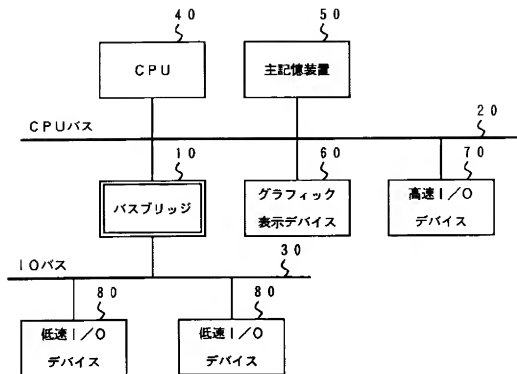 40
50
CPU
主記憶装置
CPUバス
20
10
60
70
バスブリッジ
グラフィック
表示デバイス
高速I/O
デバイス
IOバス
30
80
80
低速I/O
デバイス
低速I/O
デバイス